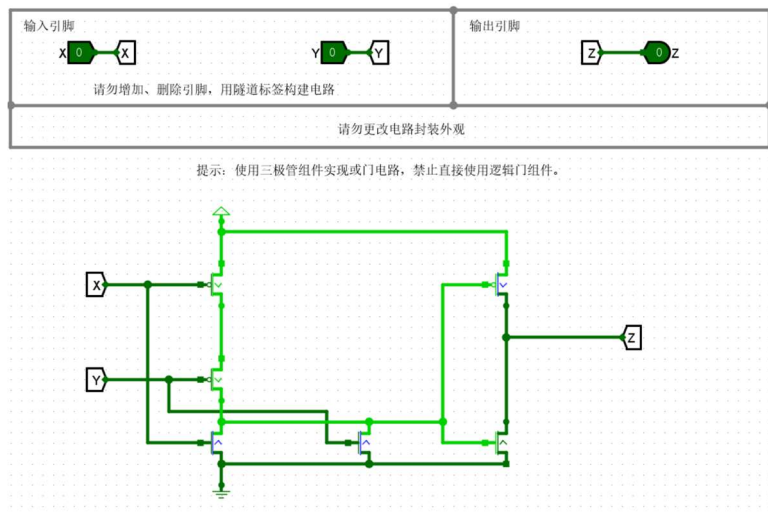 输入引脚
输出引脚
X 0 X
Y 0 Y
Z 0 Z
请勿增加、删除引脚，用隧道标签构建电路
请勿更改电路封装外观
提示：使用三极管组件实现或门电路，禁止直接使用逻辑门组件。
X
Z
Y